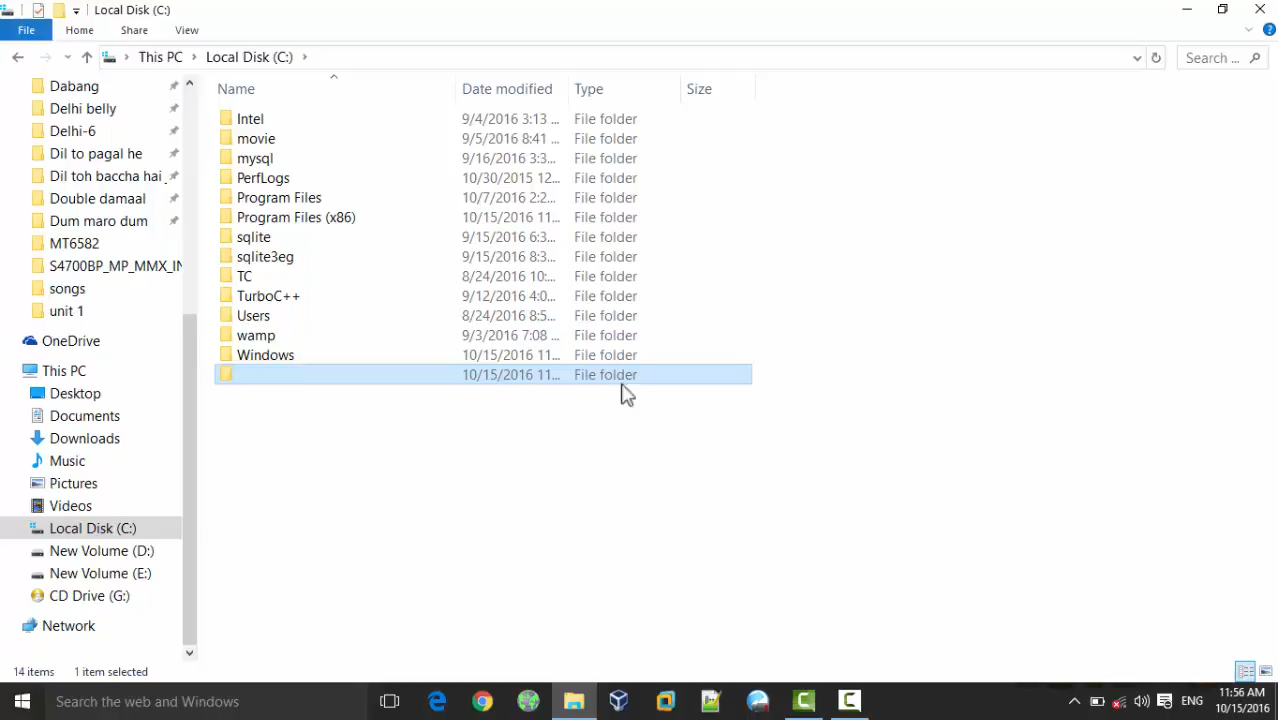 Local Disk (C:)
File Home Share View
This PC Local Disk (C:) Search ...
Name Date modified Type Size
Dabang
Delhi belly
Delhi-6
Dil to pagal he
Dil toh baccha hai
Double damaal
Dum maro dum
MT6582
S4700BP_MP_MMX_IN
songs
unit 1
OneDrive
This PC
Desktop
Documents
Downloads
Music
Pictures
Videos
Local Disk (C:)
New Volume (D:)
New Volume (E:)
CD Drive (G:)
Network
Intel 9/4/2016 3:13 ... File folder
movie 9/5/2016 8:41 ... File folder
mysql 9/16/2016 3:3... File folder
PerfLogs 10/30/2015 12... File folder
Program Files 10/7/2016 2:2... File folder
Program Files (x86) 10/15/2016 11... File folder
sqlite 9/15/2016 6:3... File folder
sqlite3eg 9/15/2016 8:3... File folder
TC 8/24/2016 10:... File folder
TurboC++ 9/12/2016 4:0... File folder
Users 8/24/2016 8:5... File folder
wamp 9/3/2016 7:08 ... File folder
Windows 10/15/2016 11... File folder
10/15/2016 11... File folder
14 items 1 item selected
Search the web and Windows
ENG
11:56 AM
10/15/2016